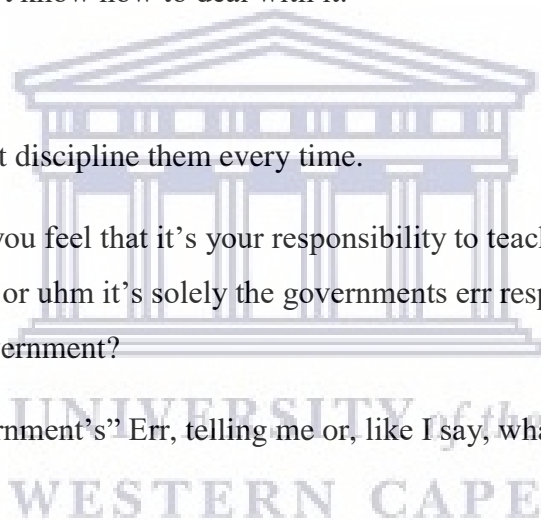 t know how to deal with it.
t discipline them every time.
you feel that it's your responsibility to teach
or uhm it's solely the governments err resp
ernment?
rnment's” Err, telling me or, like I say, wha
UNIVERSITY of the
WESTERN CAPE